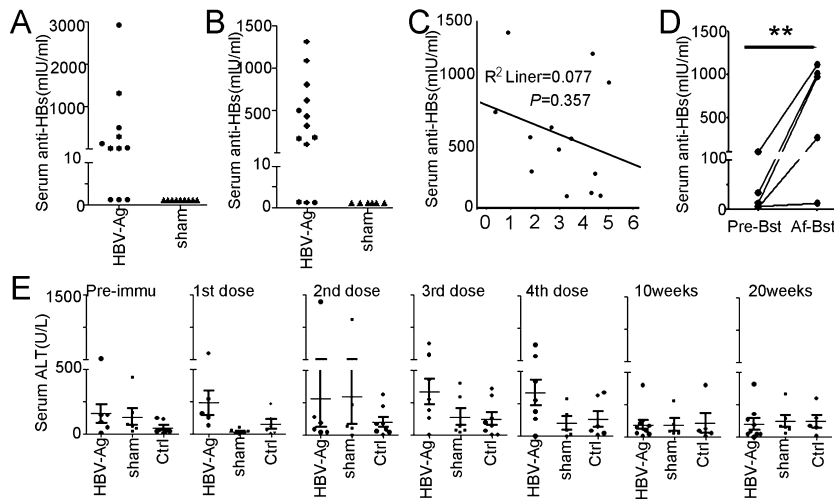 A
Serum anti-HBs(mIU/ml)
3000
1000
10
0
HBV-Ag
sham
B
Serum anti-HBs(mIU/ml)
1500
1000
500
10
0
HBV-Ag
sham
C
Serum anti-HBs(mIU/ml)
1500
1000
500
0
R2 Liner=0.077
P=0.357
0 1 2 3 4 5 6
D
**
Serum anti-HBs(mIU/ml)
1500
1000
500
100
0
Pre-Bst Af-Bst
E
Serum ALT(U/L)
1500
500
0
Pre-immu
HBV-Ag
sham
Ctrl
1st dose
HBV-Ag
sham
Ctrl
2nd dose
HBV-Ag
sham
Ctrl
3rd dose
HBV-Ag
sham
Ctrl
4th dose
HBV-Ag
sham
Ctrl
10weeks
HBV-Ag
sham
Ctrl
20weeks
HBV-Ag
sham
Ctrl